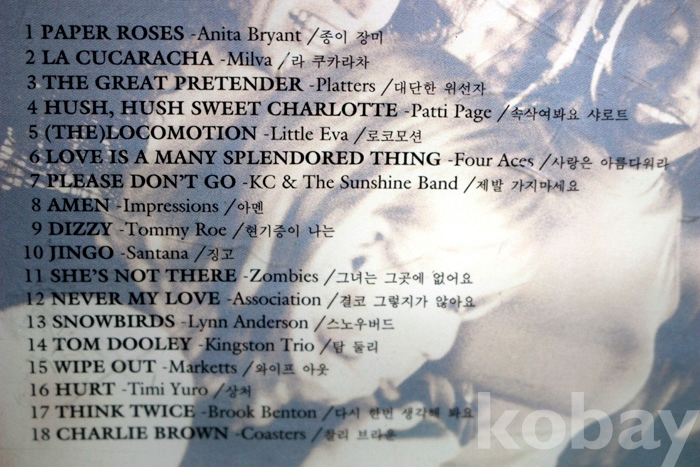 1 PAPER ROSES -Anita Bryant /종이 장미
2 LA CUCARACHA -Milva /라 쿠카라차
3 THE GREAT PRETENDER -Platters /대단한 위선자
4 HUSH, HUSH SWEET CHARLOTTE -Patti Page /속삭여봐요 샤로트
5 (THE)LOCOMOTION -Little Eva /로코모션
6 LOVE IS A MANY SPLENDORED THING -Four Aces /사랑은 아름다워라
7 PLEASE DON'T GO -KC & The Sunshine Band /제발 가지마세요
8 AMEN -Impressions /아멘
9 DIZZY -Tommy Roe /현기증이 나는
10 JINGO -Santana /징고
11 SHE'S NOT THERE -Zombies /그녀는 그곳에 없어요
12 NEVER MY LOVE -Association /결코 그렇지가 않아요
13 SNOWBIRDS -Lynn Anderson /스노우버드
14 TOM DOOLEY -Kingston Trio /탐 둘리
15 WIPE OUT -Marketts /와이프 아웃
16 HURT -Timi Yuro /상처
17 THINK TWICE -Brook Benton /다시 한번 생각해 봐요
18 CHARLIE BROWN -Coasters /찰리 브라운
kobay